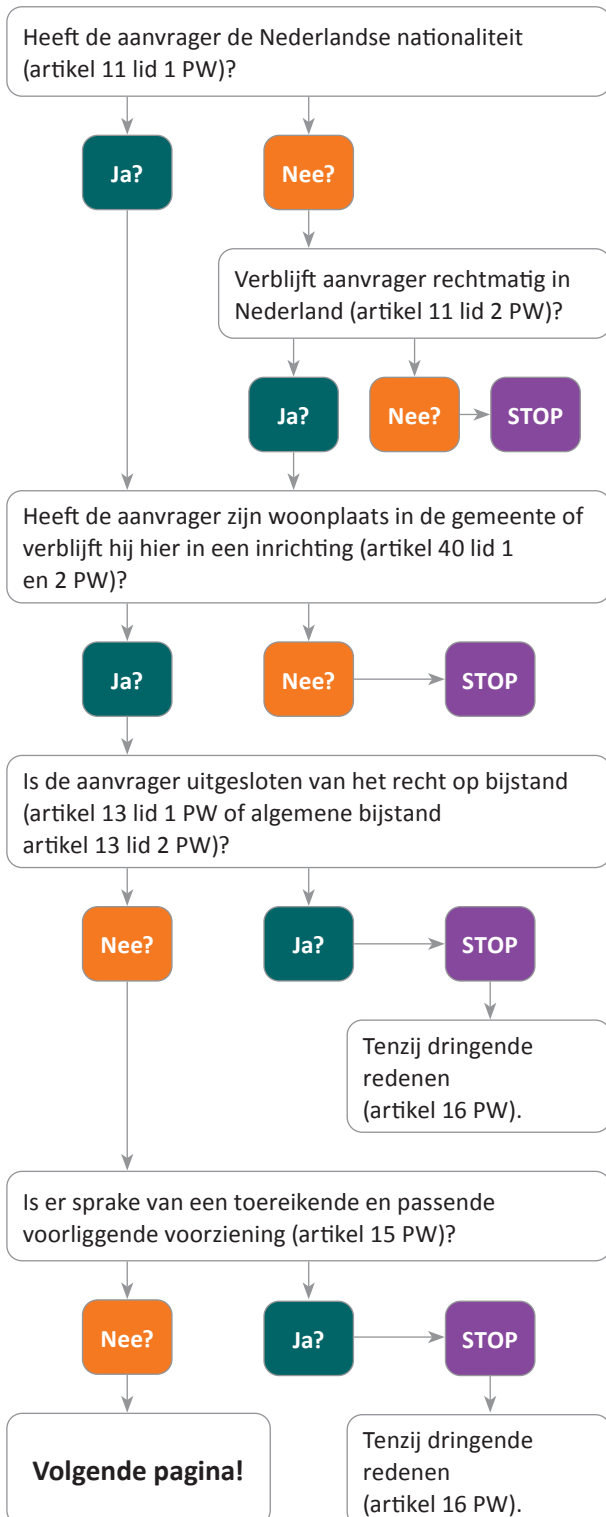 Heeft de aanvrager de Nederlandse nationaliteit
(artikel 11 lid 1 PW)?
Ja?
Nee?
Verblijft aanvrager rechtmatig in
Nederland (artikel 11 lid 2 PW)?
Ja?
Nee?
STOP
Heeft de aanvrager zijn woonplaats in de gemeente of
verblijft hij hier in een inrichting (artikel 40 lid 1
en 2 PW)?
Ja?
Nee?
STOP
Is de aanvrager uitgesloten van het recht op bijstand
(artikel 13 lid 1 PW of algemene bijstand
artikel 13 lid 2 PW)?
Nee?
Ja?
STOP
Tenzij dringende
redenen
(artikel 16 PW).
Is er sprake van een toereikende en passende
voorliggende voorziening (artikel 15 PW)?
Nee?
Ja?
STOP
Volgende pagina!
Tenzij dringende
redenen
(artikel 16 PW).